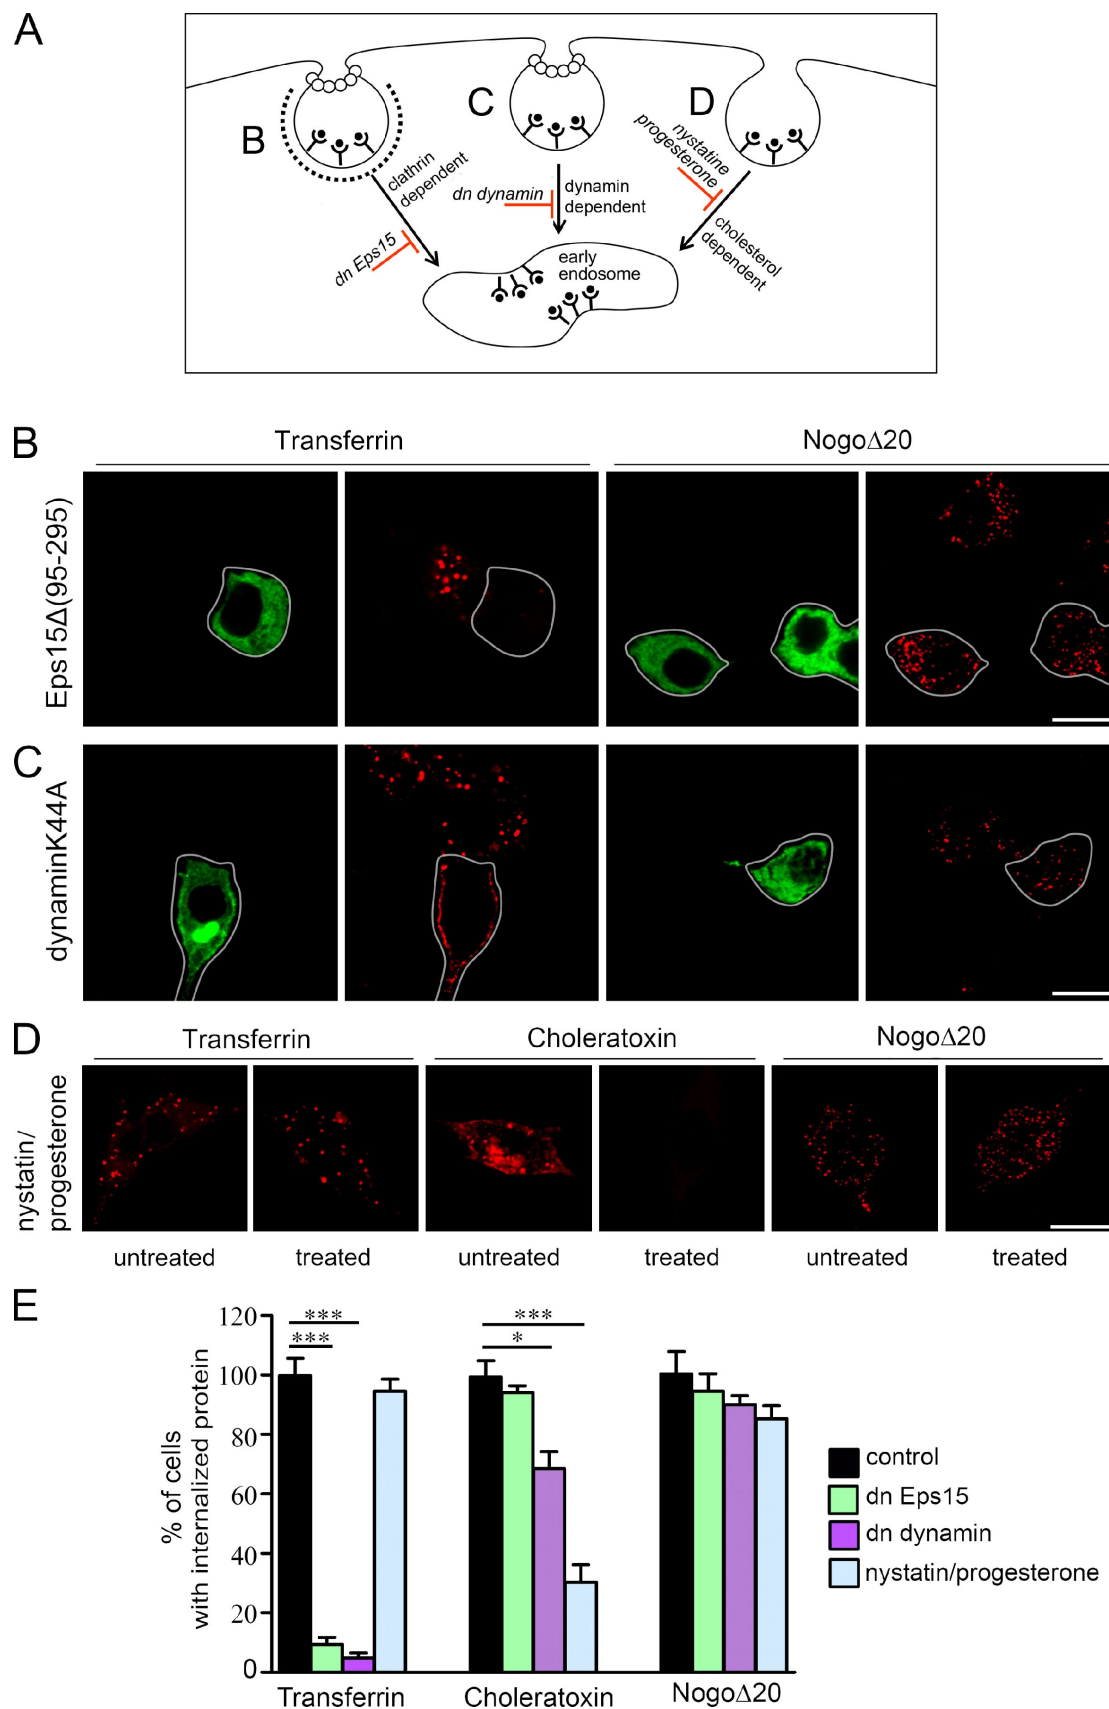 A
B
C
D
clathrin
dependent
dn Eps15
dn dynamin
dynamin
dependent
nystatine
progesterone
cholesterol
dependent
early
endosome
B
Transferrin
NogoΔ20
Eps15Δ(95-295)
C
dynaminK44A
D
Transferrin
Choleratoxin
NogoΔ20
nystatin/
progesterone
untreated
treated
untreated
treated
untreated
treated
E
% of cells
with internalized protein
120
100
80
60
40
20
0
***
***
***
*
Transferrin
Choleratoxin
NogoΔ20
control
dn Eps15
dn dynamin
nystatin/progesterone